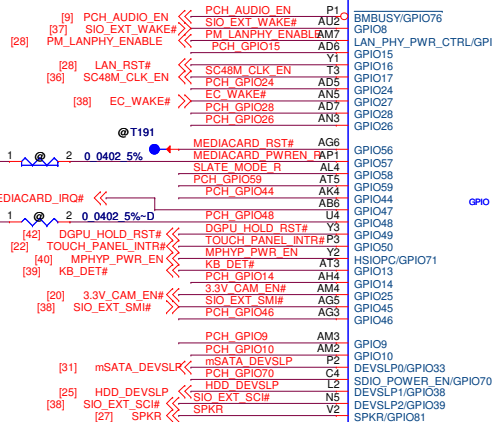 [9] PCH_AUDIO_EN PCH_AUDIO_EN P1 BMBUSY/GPIO76
[37] SIO_EXT_WAKE# SIO_EXT_WAKE# AU2 GPIO8
[28] PM_LANPHY_ENABLE PM_LANPHY_ENABLE AM7 LAN_PHY_PWR_CTRL/GPI
PCH_GPIO15 AD6 GPIO15
[28] LAN_RST# Y1 GPIO16
[36] SC48M_CLK_EN SC48M_CLK_EN T3 GPIO17
PCH_GPIO24 AD5 GPIO24
[38] EC_WAKE# EC_WAKE# AN5 GPIO27
PCH_GPIO28 AD7 GPIO28
PCH_GPIO26 AN3 GPIO26
@ T191
MEDIACARD_RST# AG6 GPIO56
1 @ 2 0_0402_5% MEDIACARD_PWREN_R AP1 GPIO57
SLATE_MODE_R AL4 GPIO58
PCH_GPIO59 AT5 GPIO59
PCH_GPIO44 AK4 GPIO44
EDIACARD_IRQ# AB6 GPIO47
GPIO
1 @ 2 0_0402_5%~D PCH_GPIO48 U4 GPIO48
[42] DGPU_HOLD_RST# DGPU_HOLD_RST# Y3 GPIO49
[22] TOUCH_PANEL_INTR# TOUCH_PANEL_INTR# P3 GPIO50
[40] MPHYP_PWR_EN MPHYP_PWR_EN Y2 HSIOPC/GPIO71
[39] KB_DET# KB_DET# AT3 GPIO13
PCH_GPIO14 AH4 GPIO14
[20] 3.3V_CAM_EN# 3.3V_CAM_EN# AM4 GPIO25
[38] SIO_EXT_SMI# SIO_EXT_SMI# AG5 GPIO45
PCH_GPIO46 AG3 GPIO46
PCH_GPIO9 AM3 GPIO9
PCH_GPIO10 AM2 GPIO10
[31] mSATA_DEVSLP mSATA_DEVSLP P2 DEVSLP0/GPIO33
PCH_GPIO70 C4 SDIO_POWER_EN/GPIO70
[25] HDD_DEVSLP HDD_DEVSLP L2 DEVSLP1/GPIO38
[38] SIO_EXT_SCI# SIO_EXT_SCI# N5 DEVSLP2/GPIO39
[27] SPKR SPKR V2 SPKR/GPIO81